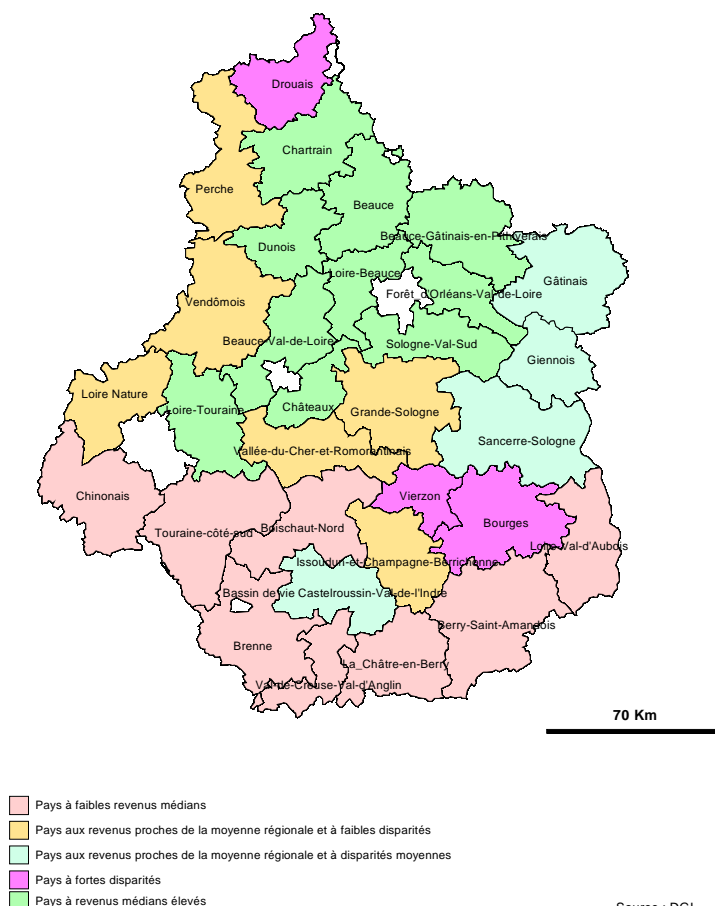 Drouais
Chartrain
Perche
Beauce
Beauce-Gâtinais-en-Pithiverais
Dunois
Loire-Beauce
Gâtinais
Forêt_d'Orléans-Val-de-Loire
Vendômois
Beauce-Val-de-Loire
Sologne-Val-Sud
Giennois
Loire Nature
Loire-Touraine
Châteaux
Grande-Sologne
Sancerre-Sologne
Vallée-du-Cher-et-Romorantinais
Chinonais
Vierzon
Touraine-côté-sud
Boischaut-Nord
Bourges
Loire-Val-d'Aubois
Issoudun-et-Champagne-Berrichonne
Bassin de vie Castelroussin-Val-de-l'Indre
Berry-Saint-Amandois
Brenne
La_Châtre-en-Berry
Val-de-Creuse-Val-d'Anglin
70 Km
Pays à faibles revenus médians
Pays aux revenus proches de la moyenne régionale et à faibles disparités
Pays aux revenus proches de la moyenne régionale et à disparités moyennes
Pays à fortes disparités
Pays à revenus médians élevés
Source : DGI